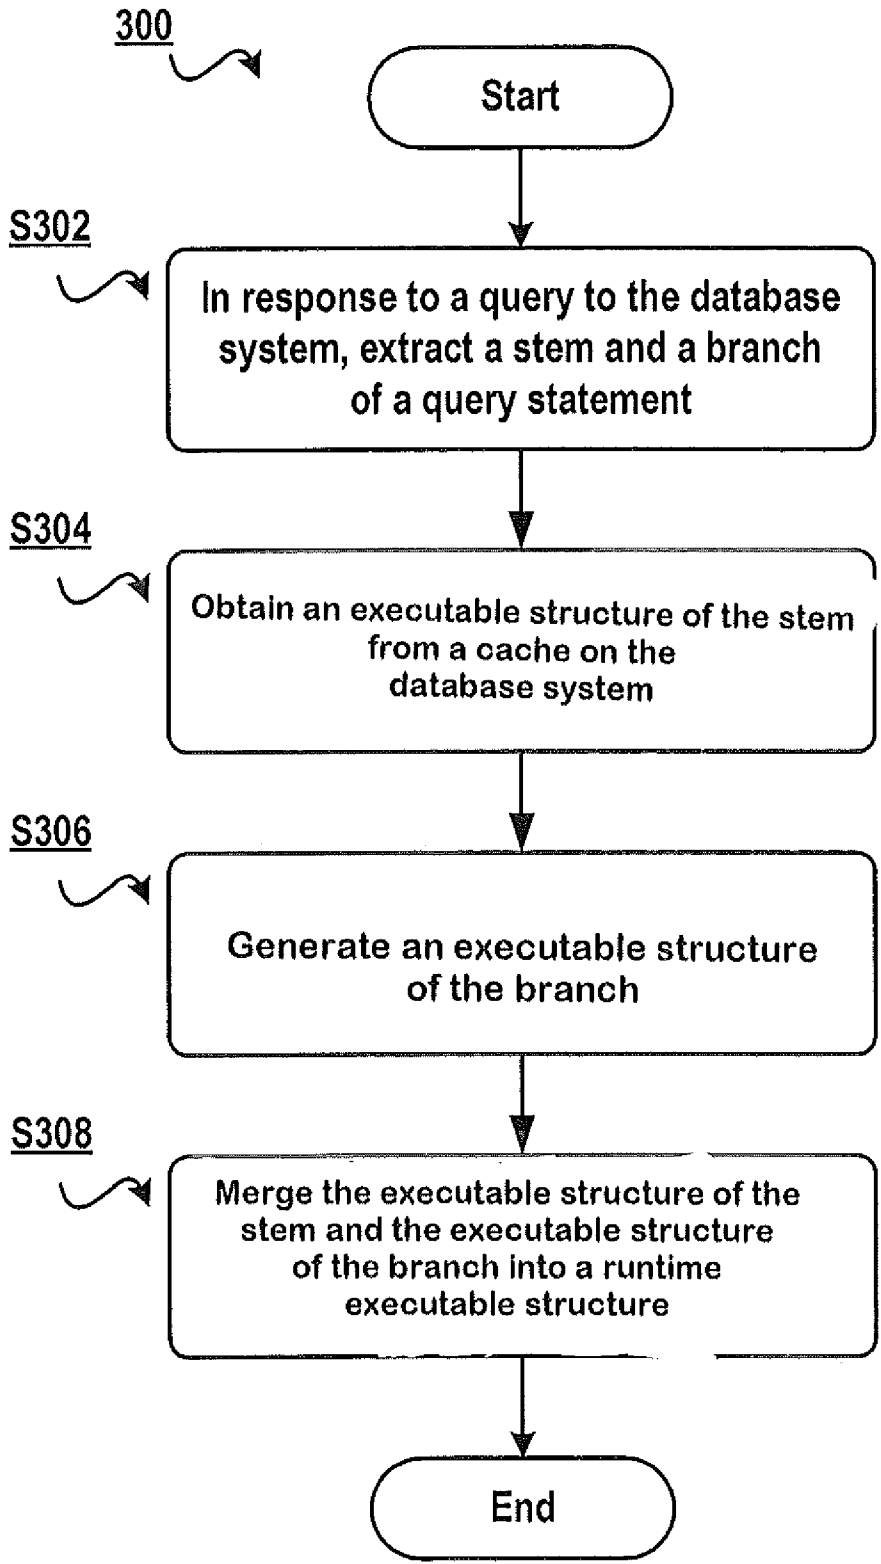 300
Start
S302
In response to a query to the database
system, extract a stem and a branch
of a query statement
S304
Obtain an executable structure of the stem
from a cache on the
database system
S306
Generate an executable structure
of the branch
S308
Merge the executable structure of the
stem and the executable structure
of the branch into a runtime
executable structure
End